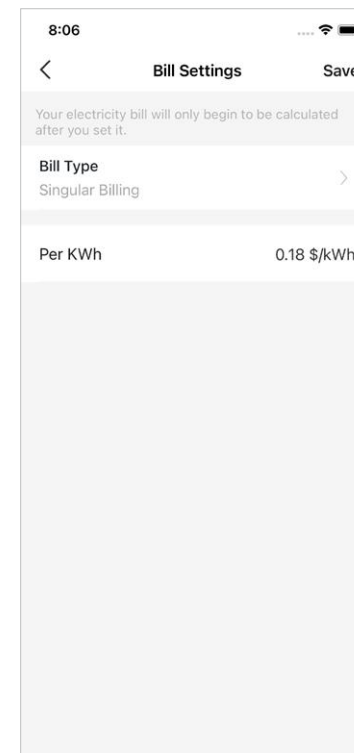 8:06
Bill Settings Save
Your electricity bill will only begin to be calculated
after you set it.
Bill Type
Singular Billing
Per KWh 0.18 $/kWh